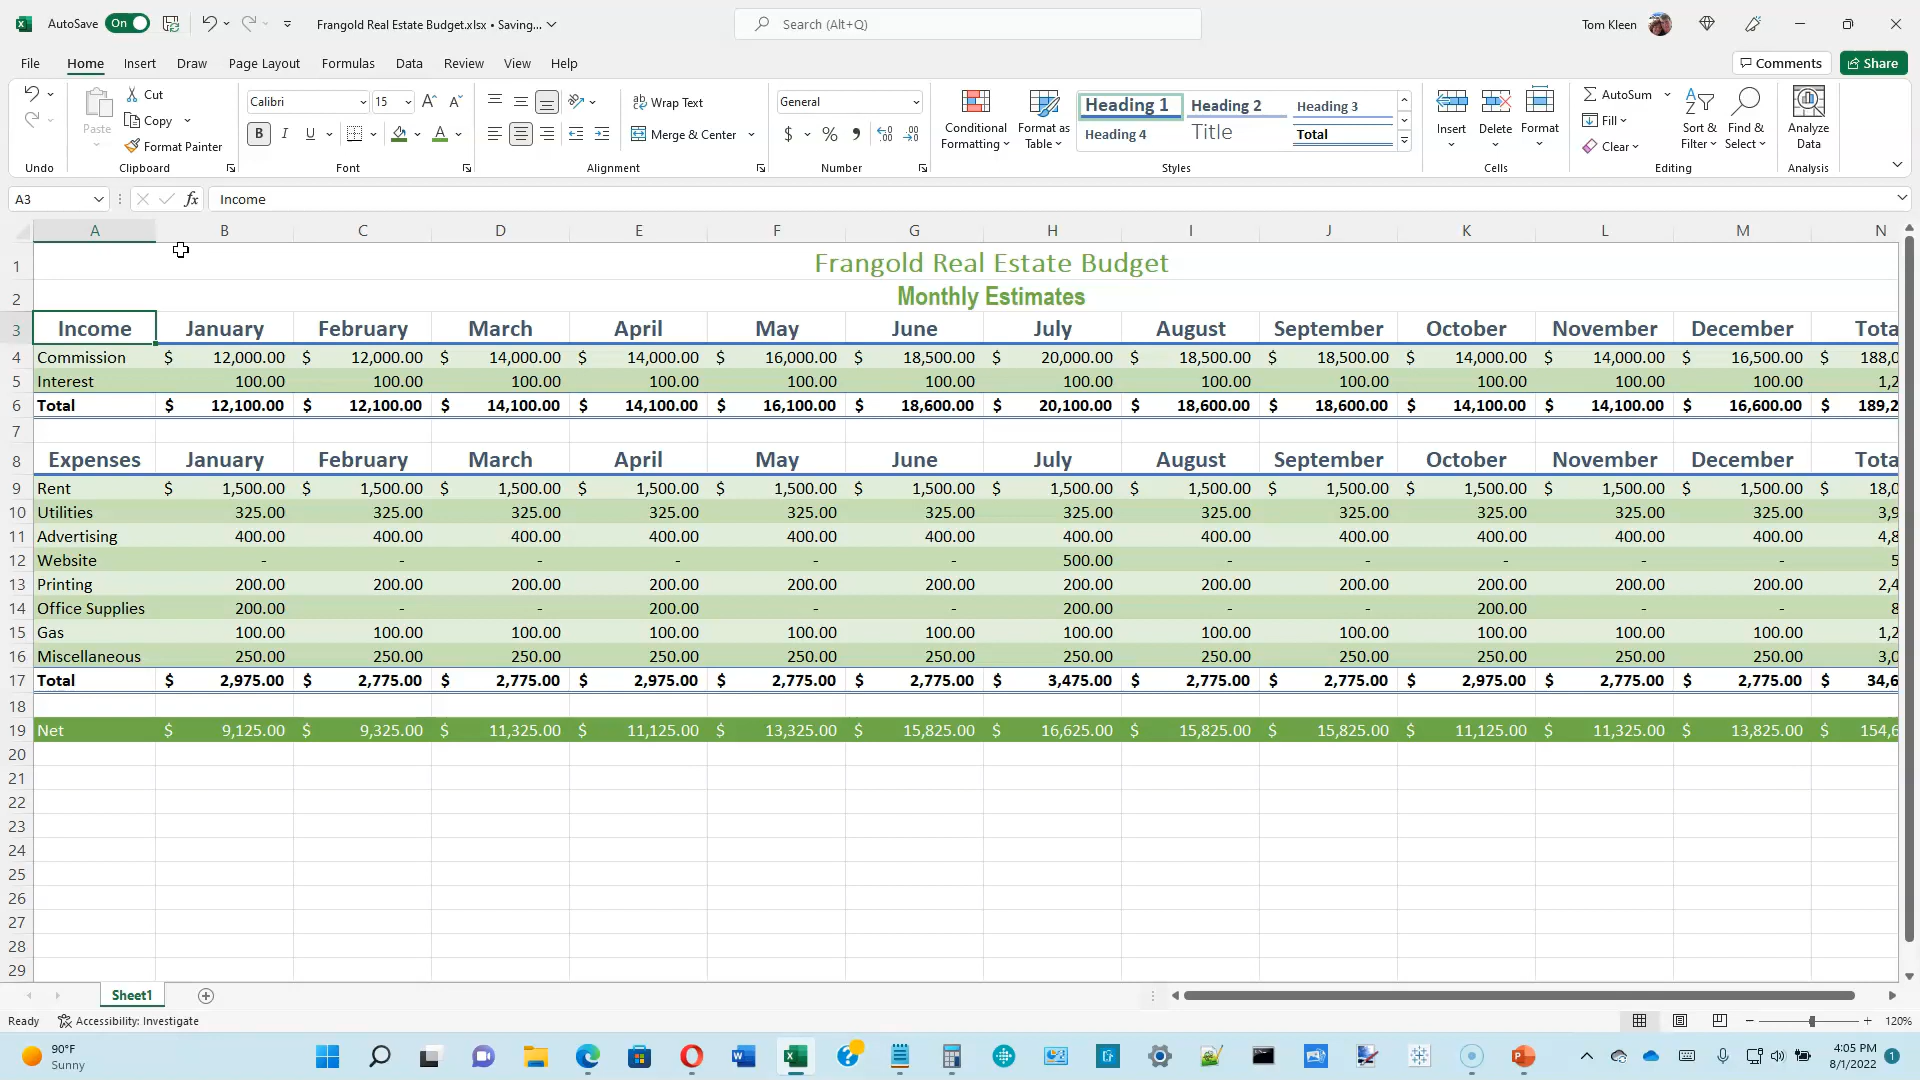 AutoSave On Frangold Real Estate Budget.xlsx • Saving... Search (Alt+Q) Tom Kleen
File Home Insert Draw Page Layout Formulas Data Review View Help Comments Share
Paste Cut Copy Format Painter
Calibri 15 B I U A
Wrap Text Merge & Center
General $ % 9
Conditional Formatting Format as Table
Heading 1 Heading 2 Heading 3
Heading 4 Title Total
Insert Delete Format
AutoSum Fill Clear Sort & Filter Find & Select
Analyze Data
Undo Clipboard Font Alignment Number Styles Cells Editing Analysis
A3 fx Income
A B C D E F G H I J K L M N
1 Frangold Real Estate Budget
2 Monthly Estimates
3 Income January February March April May June July August September October November December Tota
4 Commission $ 12,000.00 $ 12,000.00 $ 14,000.00 $ 14,000.00 $ 16,000.00 $ 18,500.00 $ 20,000.00 $ 18,500.00 $ 18,500.00 $ 14,000.00 $ 14,000.00 $ 16,500.00 $ 188,0
5 Interest 100.00 100.00 100.00 100.00 100.00 100.00 100.00 100.00 100.00 100.00 100.00 100.00 1,2
6 Total $ 12,100.00 $ 12,100.00 $ 14,100.00 $ 14,100.00 $ 16,100.00 $ 18,600.00 $ 20,100.00 $ 18,600.00 $ 18,600.00 $ 14,100.00 $ 14,100.00 $ 16,600.00 $ 189,2
7
8 Expenses January February March April May June July August September October November December Tota
9 Rent $ 1,500.00 $ 1,500.00 $ 1,500.00 $ 1,500.00 $ 1,500.00 $ 1,500.00 $ 1,500.00 $ 1,500.00 $ 1,500.00 $ 1,500.00 $ 1,500.00 $ 1,500.00 $ 18,0
10 Utilities 325.00 325.00 325.00 325.00 325.00 325.00 325.00 325.00 325.00 325.00 325.00 325.00 3,9
11 Advertising 400.00 400.00 400.00 400.00 400.00 400.00 400.00 400.00 400.00 400.00 400.00 400.00 4,8
12 Website - - - - - - 500.00 - - - - - 5
13 Printing 200.00 200.00 200.00 200.00 200.00 200.00 200.00 200.00 200.00 200.00 200.00 200.00 2,4
14 Office Supplies 200.00 - - 200.00 - - 200.00 - - 200.00 - - 8
15 Gas 100.00 100.00 100.00 100.00 100.00 100.00 100.00 100.00 100.00 100.00 100.00 100.00 1,2
16 Miscellaneous 250.00 250.00 250.00 250.00 250.00 250.00 250.00 250.00 250.00 250.00 250.00 250.00 3,0
17 Total $ 2,975.00 $ 2,775.00 $ 2,775.00 $ 2,975.00 $ 2,775.00 $ 2,775.00 $ 3,475.00 $ 2,775.00 $ 2,775.00 $ 2,975.00 $ 2,775.00 $ 2,775.00 $ 34,6
18
19 Net $ 9,125.00 $ 9,325.00 $ 11,325.00 $ 11,125.00 $ 13,325.00 $ 15,825.00 $ 16,625.00 $ 15,825.00 $ 15,825.00 $ 11,125.00 $ 11,325.00 $ 13,825.00 $ 154,6
20
21
22
23
24
25
26
27
28
29
Sheet1
Ready Accessibility: Investigate 120%
90°F
Sunny
4:05 PM
8/1/2022